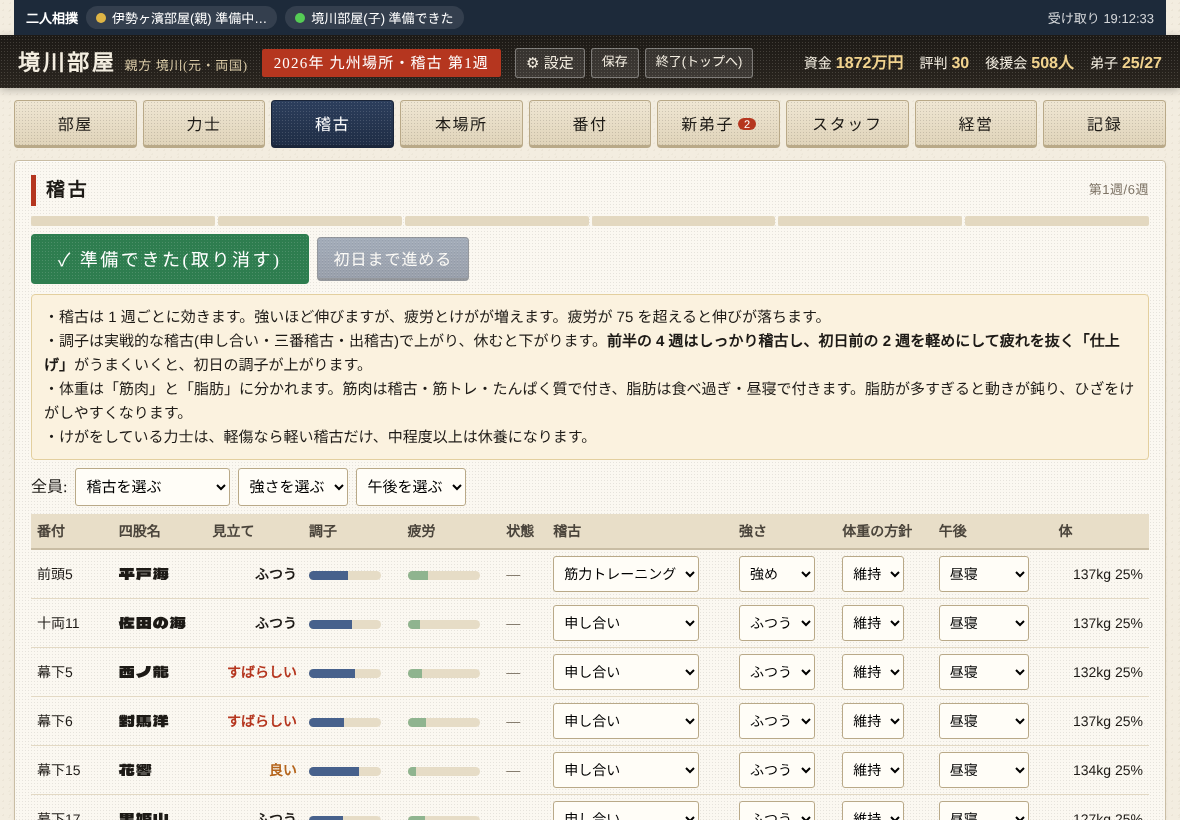 二人相撲 伊勢ヶ濱部屋(親) 準備中… 境川部屋(子) 準備できた 受け取り 19:12:33
境川部屋 親方 境川(元・両国) 2026年 九州場所・稽古 第1週 ⚙ 設定 保存 終了(トップへ) 資金 1872万円 評判 30 後援会 508人 弟子 25/27
部屋 力士 稽古 本場所 番付 新弟子 2 スタッフ 経営 記録
稽古 第1週/6週
✓ 準備できた(取り消す) 初日まで進める
・稽古は 1 週ごとに効きます。強いほど伸びますが、疲労とけがが増えます。疲労が 75 を超えると伸びが落ちます。
・調子は実戦的な稽古(申し合い・三番稽古・出稽古)で上がり、休むと下がります。前半の 4 週はしっかり稽古し、初日前の 2 週を軽めにして疲れを抜く「仕上
げ」がうまくいくと、初日の調子が上がります。
・体重は「筋肉」と「脂肪」に分かれます。筋肉は稽古・筋トレ・たんぱく質で付き、脂肪は食べ過ぎ・昼寝で付きます。脂肪が多すぎると動きが鈍り、ひざをけ
がしやすくなります。
・けがをしている力士は、軽傷なら軽い稽古だけ、中程度以上は休養になります。
全員: 稽古を選ぶ 強さを選ぶ 午後を選ぶ
番付 四股名 見立て 調子 疲労 状態 稽古 強さ 体重の方針 午後 体
前頭5 平戸海 ふつう — 筋力トレーニング 強め 維持 昼寝 137kg 25%
十両11 佐田の海 ふつう — 申し合い ふつう 維持 昼寝 137kg 25%
幕下5 西ノ龍 すばらしい — 申し合い ふつう 維持 昼寝 132kg 25%
幕下6 對馬洋 すばらしい — 申し合い ふつう 維持 昼寝 137kg 25%
幕下15 花響 良い — 申し合い ふつう 維持 昼寝 134kg 25%
幕下17 黒姫山 ふつう — 申し合い ふつう 維持 昼寝 127kg 25%